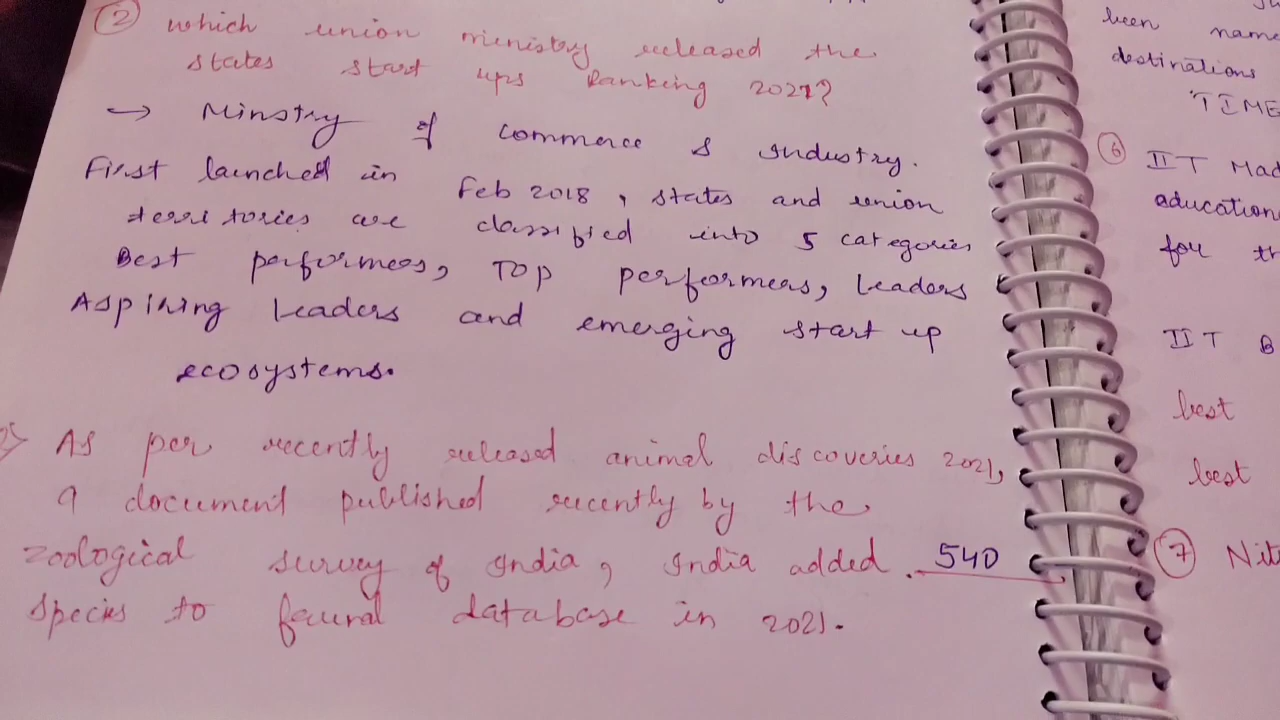 ② which union ministry released the
states start ups Ranking 2021?
→ Minstry of commerce & Industry.
First launched in Feb 2018, states and union
territories are classified into 5 categories
Best performers, Top performers, Leaders
Aspiring leaders and emerging start up
ecosystems.
As per recently released animal discoveries 2021,
a document published recently by the
zoological survey of India, India added. 540
species to faunal database in 2021.
been name
destinations
TIME
⑥ IIT Mad
aducation
for th
IIT B
best
best
⑦ Nit